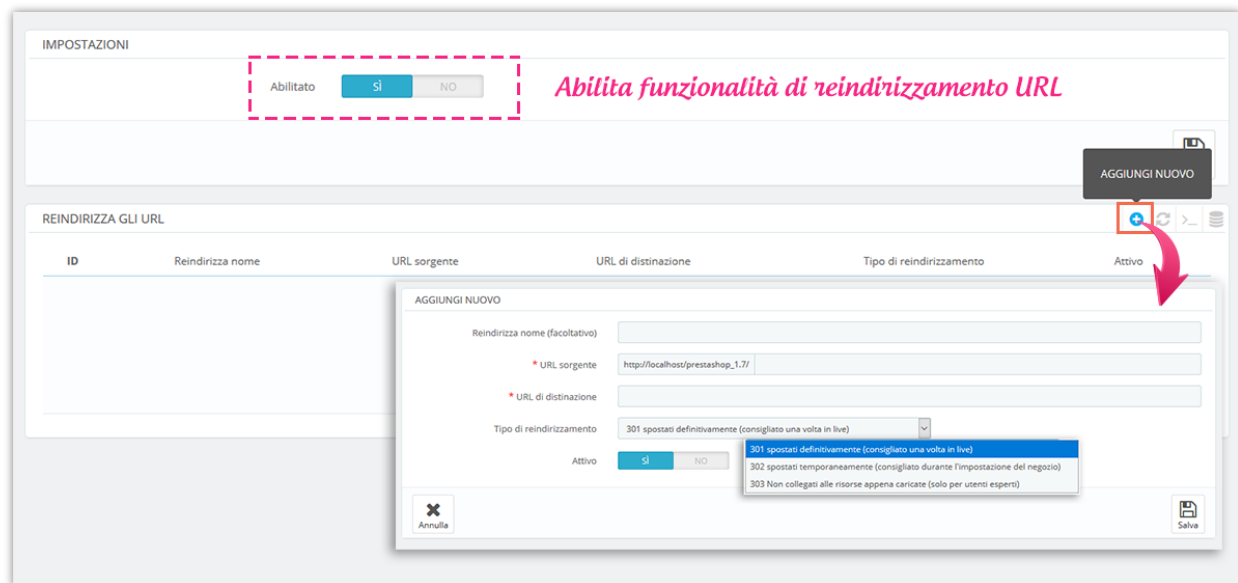 IMPOSTAZIONI
Abilitato SÌ NO
Abilita funzionalità di reindirizzamento URL
AGGIUNGI NUOVO
REINDIRIZZA GLI URL
ID Reindirizza nome URL sorgente URL di destinazione Tipo di reindirizzamento Attivo
AGGIUNGI NUOVO
Reindirizza nome (facoltativo)
* URL sorgente http://localhost/prestashop_1.7/
* URL di distinazione
Tipo di reindirizzamento 301 spostati definitivamente (consigliato una volta in live)
301 spostati definitivamente (consigliato una volta in live)
302 spostati temporaneamente (consigliato durante l'impostazione del negozio)
303 Non collegati alle risorse appena caricate (solo per utenti esperti)
Attivo SÌ NO
Annulla
Salva